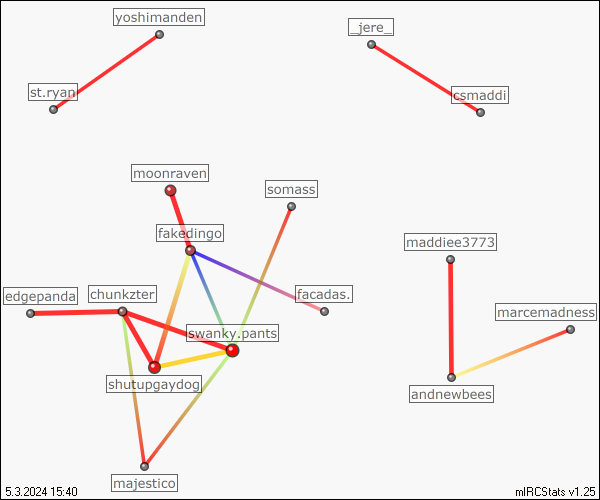 yoshimanden
_jere_
st.ryan
csmaddi
moonraven
somass
fakedingo
maddiee3773
edgepanda
chunkzter
facadas.
marcemadness
swanky.pants
shutupgaydog
andnewbees
majestico
5.3.2024 15:40
mIRCStats v1.25